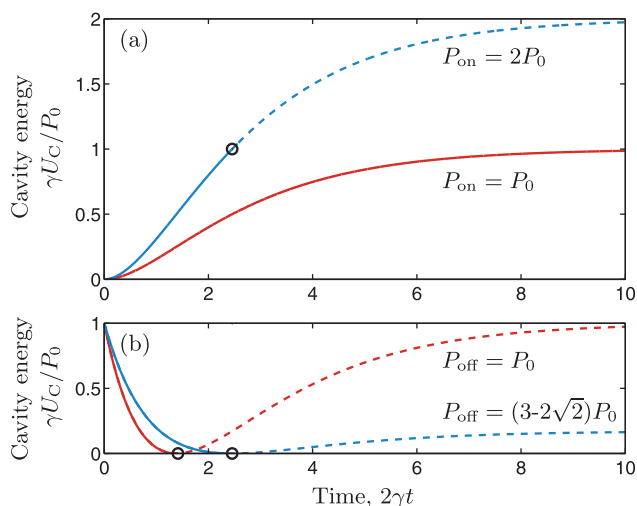 (a)
Cavity energy
γU_C/P_0
2
1.5
1
0.5
0
P_on = 2P_0
P_on = P_0
0 2 4 6 8 10
(b)
Cavity energy
γU_C/P_0
1
0.5
0
P_off = P_0
P_off = (3-2√2)P_0
0 2 4 6 8 10
Time, 2γt